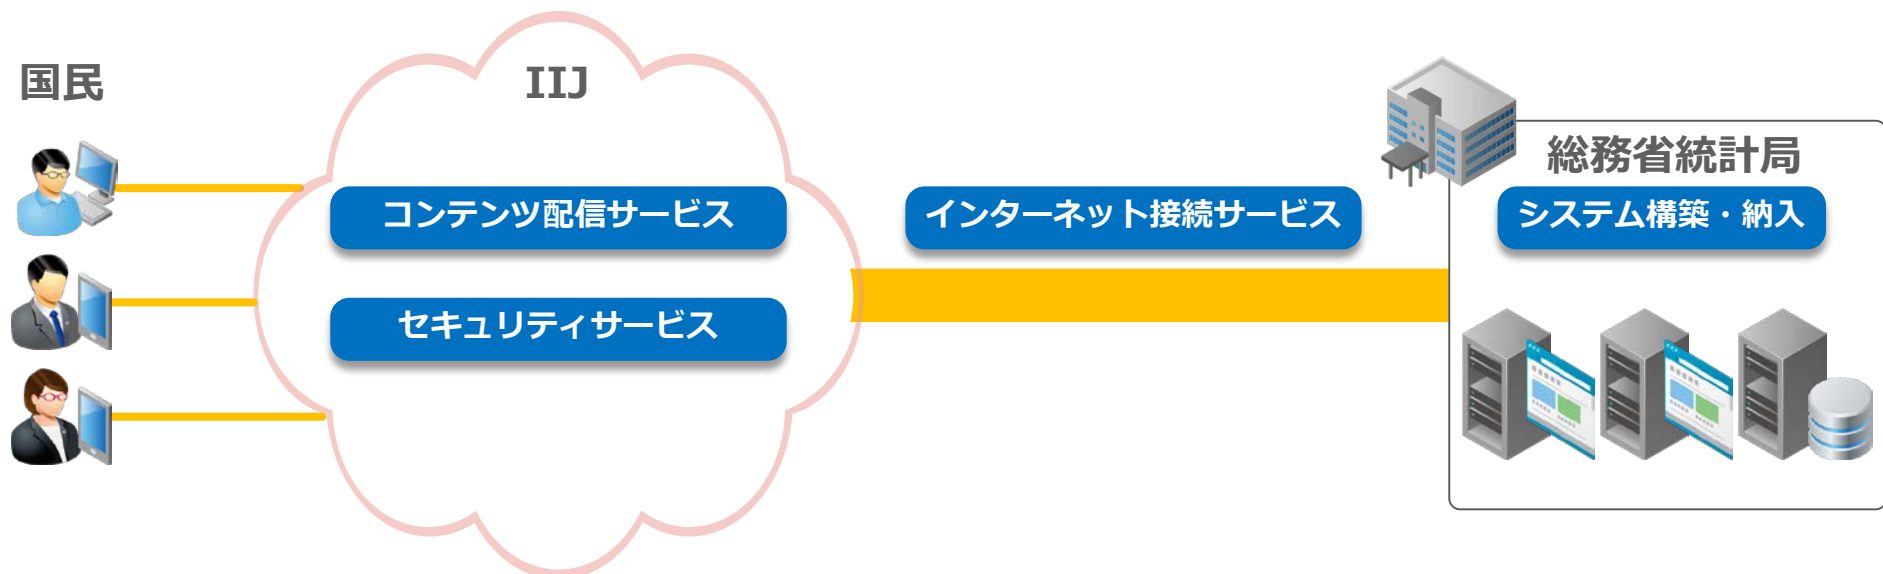 国民
IIJ
コンテンツ配信サービス
セキュリティサービス
インターネット接続サービス
総務省統計局
システム構築・納入